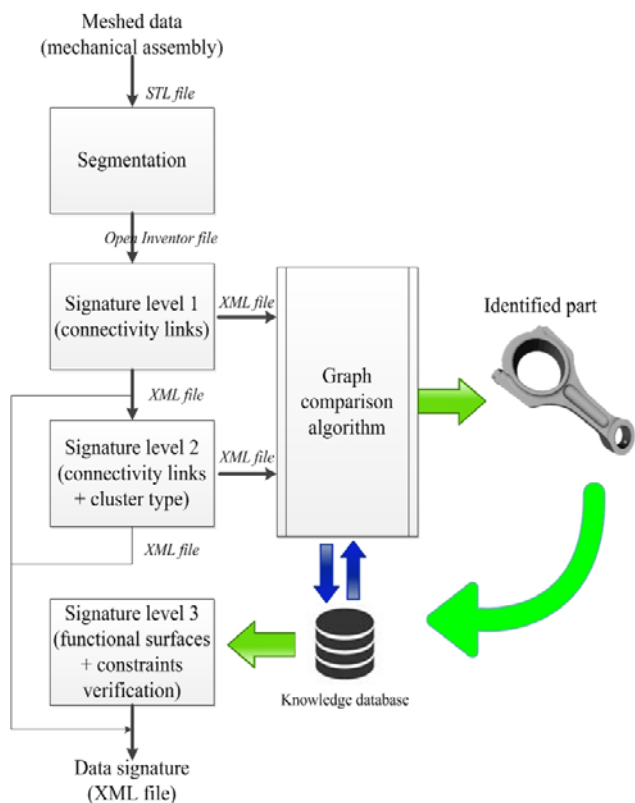 Meshed data
(mechanical assembly)
STL file
Segmentation
Open Inventor file
Signature level 1
(connectivity links)
XML file
XML file
Signature level 2
(connectivity links
+ cluster type)
XML file
XML file
Graph
comparison
algorithm
Identified part
Signature level 3
(functional surfaces
+ constraints
verification)
Knowledge database
Data signature
(XML file)